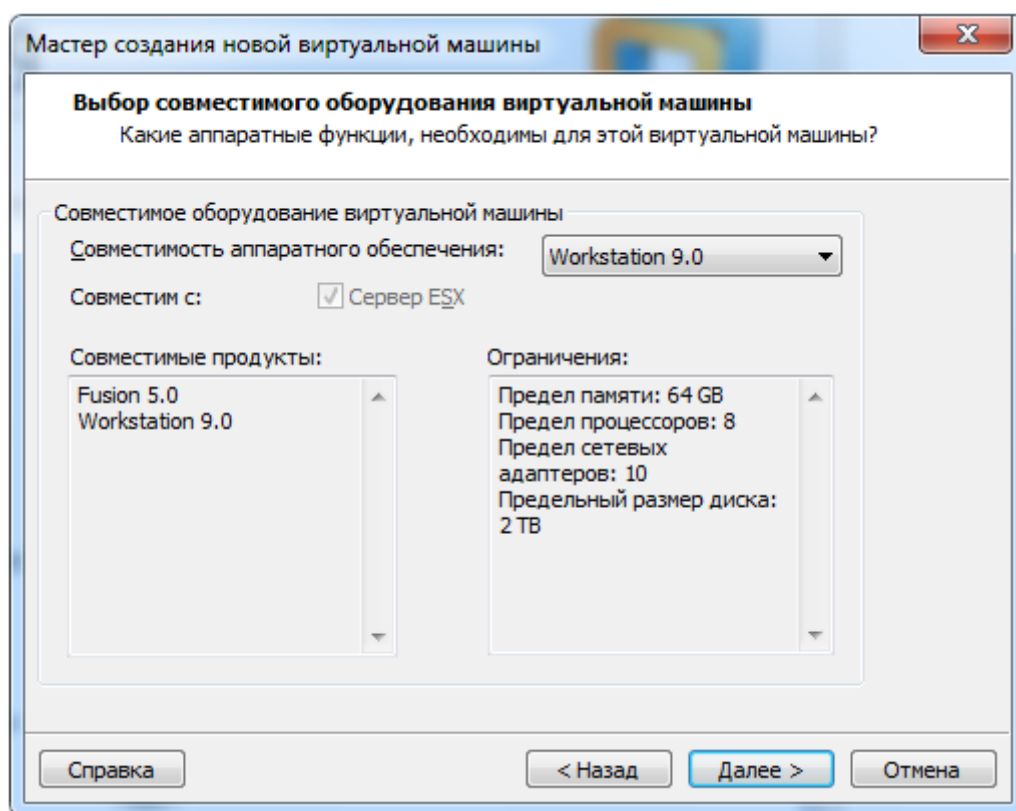 Мастер создания новой виртуальной машины
Выбор совместимого оборудования виртуальной машины
Какие аппаратные функции, необходимы для этой виртуальной машины?
Совместимое оборудование виртуальной машины
Совместимость аппаратного обеспечения: Workstation 9.0
Совместим с: Сервер ESX
Совместимые продукты:
Fusion 5.0
Workstation 9.0
Ограничения:
Предел памяти: 64 GB
Предел процессоров: 8
Предел сетевых
адаптеров: 10
Предельный размер диска:
2 TB
Справка < Назад Далее > Отмена